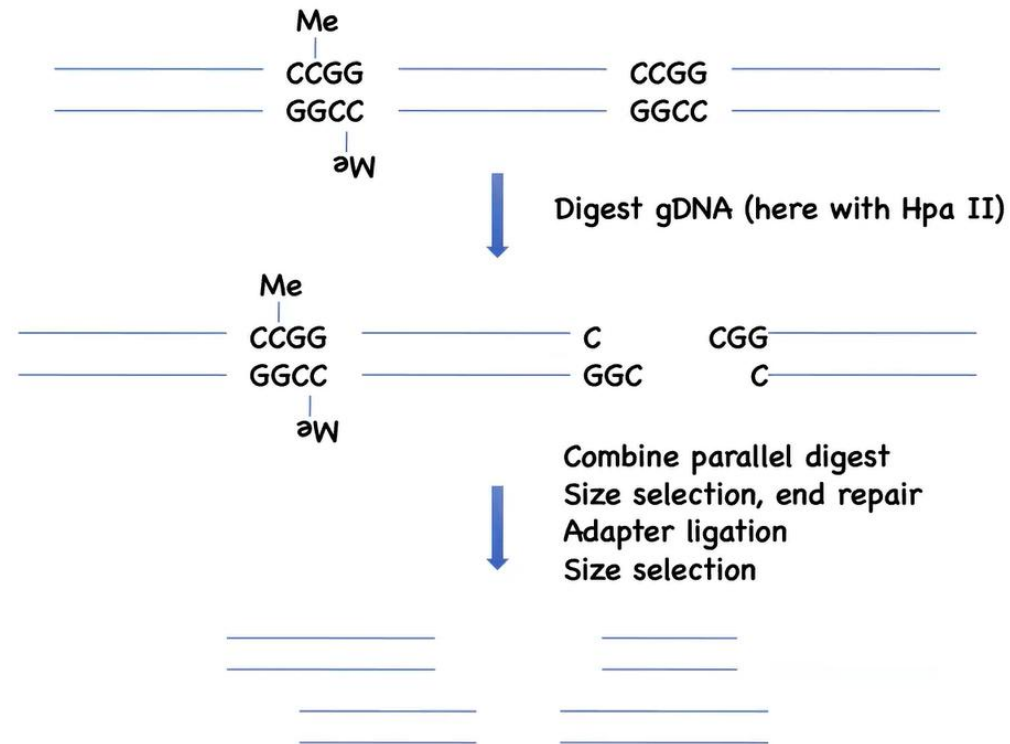 Me
CCGG CCGG
GGCC GGCC
Me
Digest gDNA (here with Hpa II)
Me
CCGG C CGG
GGCC GGC C
Me
Combine parallel digest
Size selection, end repair
Adapter ligation
Size selection